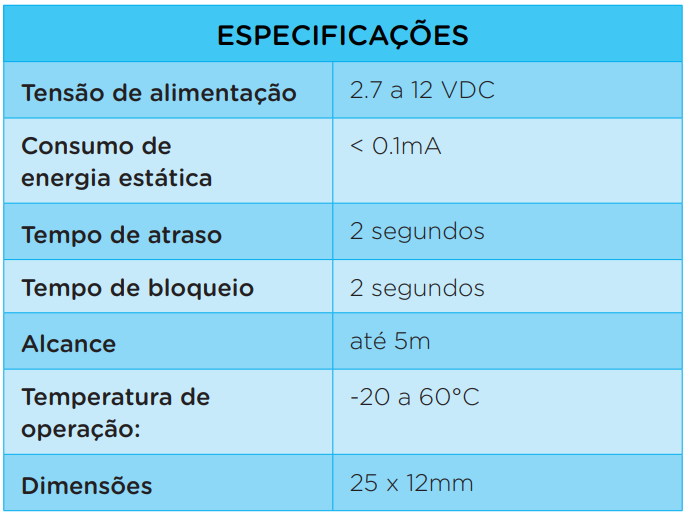 ESPECIFICAÇÕES
Tensão de alimentação
2.7 a 12 VDC
Consumo de
energia estática
< 0.1mA
Tempo de atraso
2 segundos
Tempo de bloqueio
2 segundos
Alcance
até 5m
Temperatura de
operação:
-20 a 60°C
Dimensões
25 x 12mm